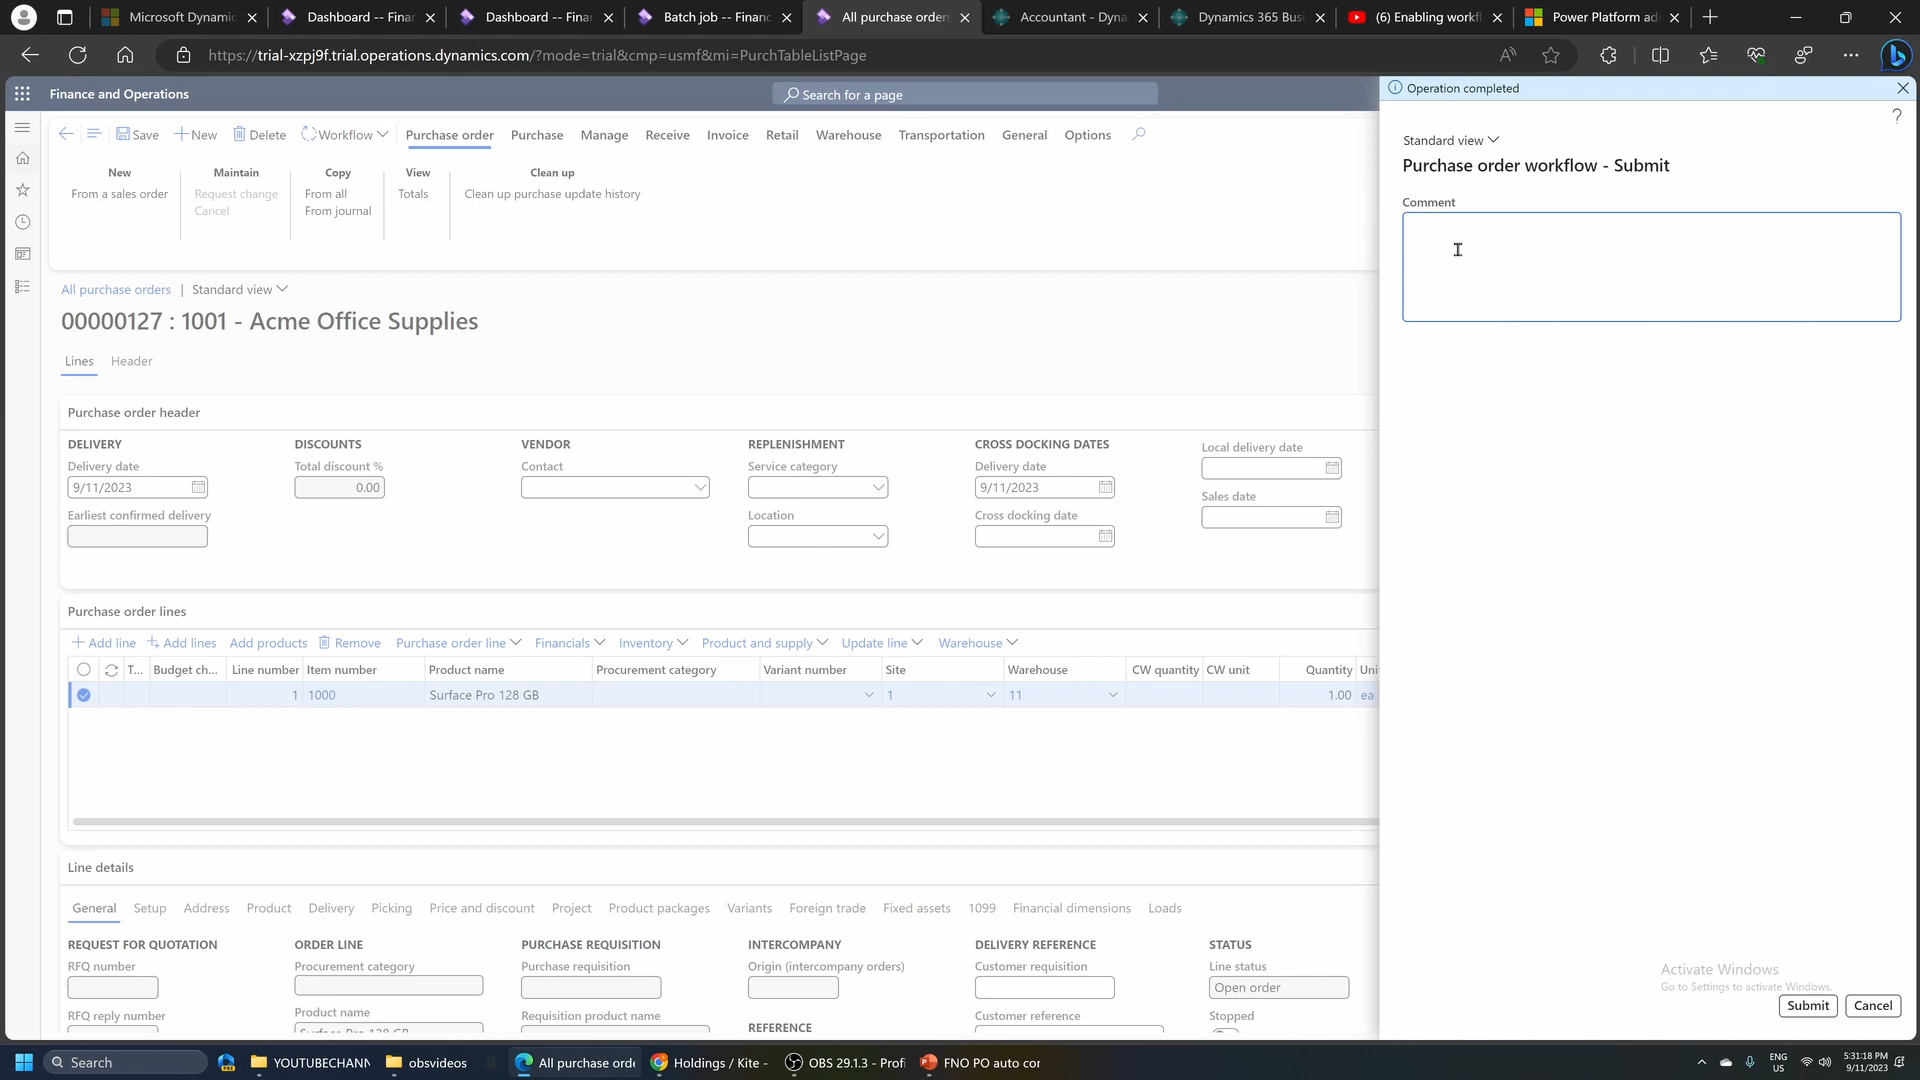 Microsoft Dynamic
Dashboard -- Finan
Dashboard -- Finan
Batch job -- Financ
All purchase orders
Accountant - Dyna
Dynamics 365 Busi
(6) Enabling workfl
Power Platform ad
https://trial-xzpj9f.trial.operations.dynamics.com/?mode=trial&cmp=usmf&mi=PurchTableListPage
Finance and Operations
Search for a page
Operation completed
Save
New
Delete
Workflow
Purchase order
Purchase
Manage
Receive
Invoice
Retail
Warehouse
Transportation
General
Options
New
Maintain
Copy
View
Clean up
From a sales order
Request change
From all
Totals
Clean up purchase update history
Cancel
From journal
All purchase orders | Standard view
00000127 : 1001 - Acme Office Supplies
Lines
Header
Purchase order header
DELIVERY
DISCOUNTS
VENDOR
REPLENISHMENT
CROSS DOCKING DATES
Local delivery date
Delivery date
Total discount %
Contact
Service category
Delivery date
9/11/2023
0.00
9/11/2023
Sales date
Earliest confirmed delivery
Location
Cross docking date
Purchase order lines
Add line
Add lines
Add products
Remove
Purchase order line
Financials
Inventory
Product and supply
Update line
Warehouse
T...
Budget ch...
Line number
Item number
Product name
Procurement category
Variant number
Site
Warehouse
CW quantity
CW unit
Quantity
Uni
1
1000
Surface Pro 128 GB
1
11
1.00
ea
Line details
General
Setup
Address
Product
Delivery
Picking
Price and discount
Project
Product packages
Variants
Foreign trade
Fixed assets
1099
Financial dimensions
Loads
REQUEST FOR QUOTATION
ORDER LINE
PURCHASE REQUISITION
INTERCOMPANY
DELIVERY REFERENCE
STATUS
RFQ number
Procurement category
Purchase requisition
Origin (intercompany orders)
Customer requisition
Line status
Open order
RFQ reply number
Product name
Requisition product name
REFERENCE
Customer reference
Stopped
Surface Pro 128 GB
Standard view
Purchase order workflow - Submit
Comment
?
Activate Windows
Go to Settings to activate Windows.
Submit
Cancel
Search
YOUTUBECHANN
obsvideos
All purchase orde
Holdings / Kite -
OBS 29.1.3 - Profi
FNO PO auto cor
ENG
US
5:31:18 PM
9/11/2023